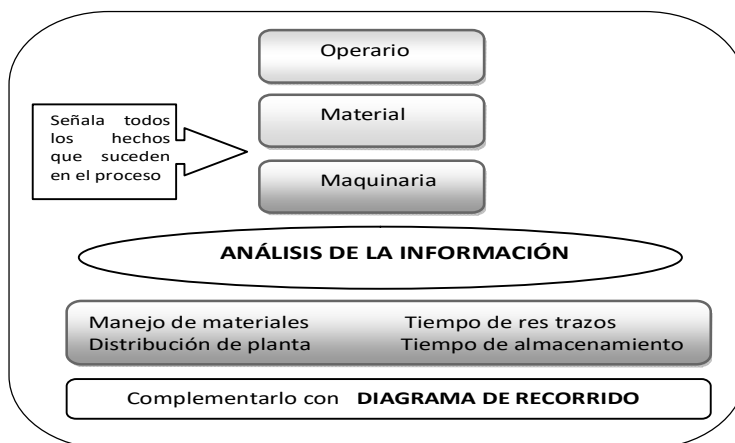 Operario
Señala todos
los hechos
que suceden
en el proceso
Material
Maquinaria
ANÁLISIS DE LA INFORMACIÓN
Manejo de materiales Tiempo de res trazos
Distribución de planta Tiempo de almacenamiento
Complementarlo con DIAGRAMA DE RECORRIDO